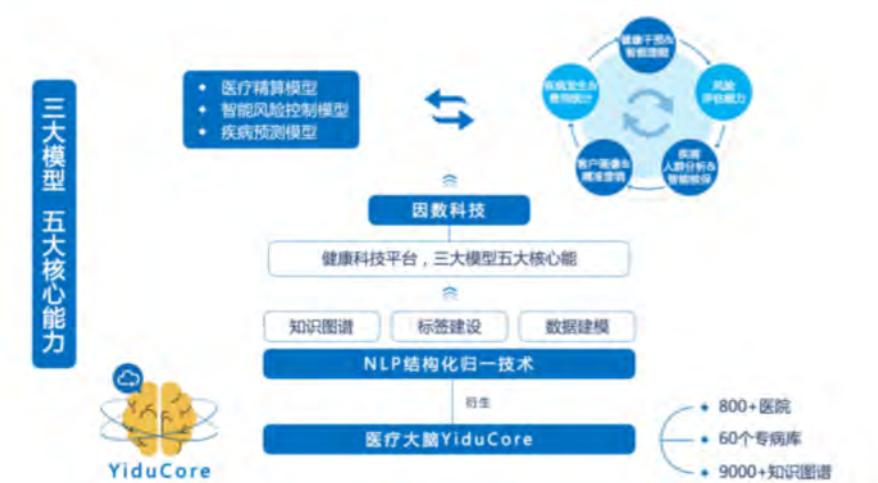 三大模型 五大核心能力
医疗精算模型
智能风险控制模型
疾病预测模型
健康干预&
智能理赔
疾病发生&
费用统计
风险
评估能力
客户画像&
精准营销
疾病
人群分析&
智能核保
因数科技
健康科技平台，三大模型五大核心能
知识图谱
标签建设
数据建模
NLP结构化归一技术
衍生
医疗大脑YiduCore
800+医院
60个专病库
9000+知识图谱
YiduCore